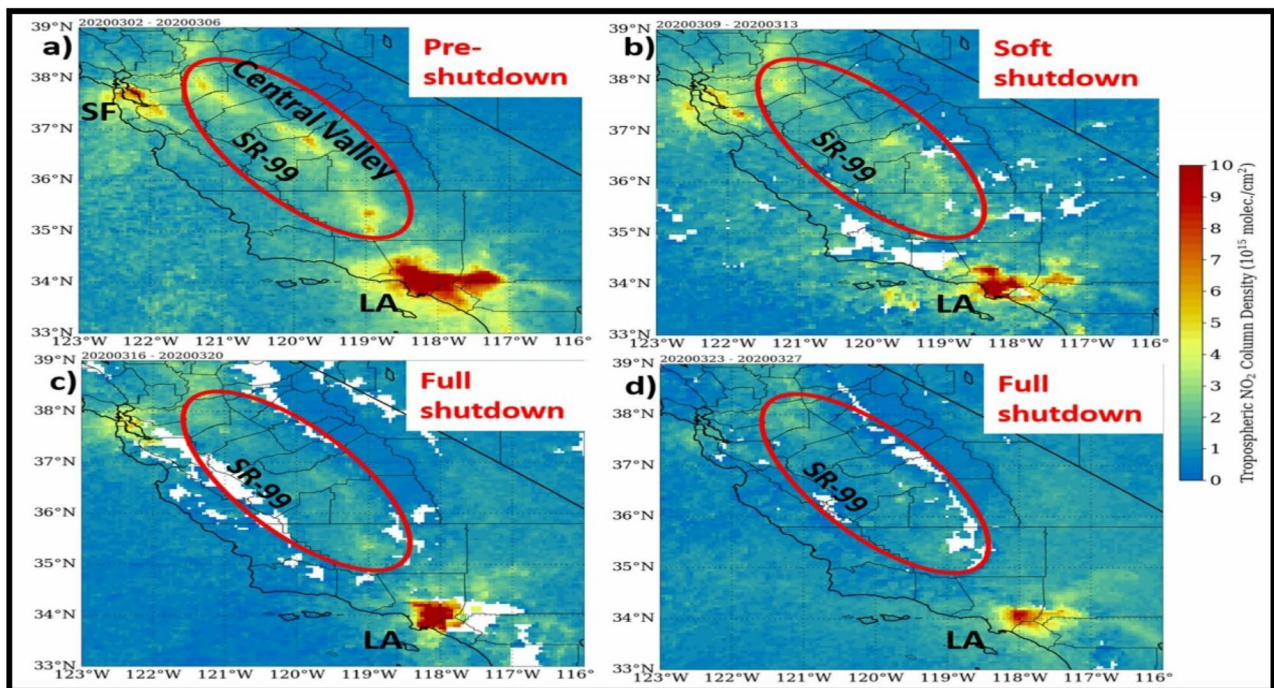 20200302 - 20200306
a)
Pre-
shutdown
39°N
38°N
37°N
36°N
35°N
34°N
33°N
SF
Central Valley
SR-99
LA
123°W 122°W 121°W 120°W 119°W 118°W 117°W 116°
20200309 - 20200313
b)
Soft
shutdown
39°N
38°N
37°N
36°N
35°N
34°N
33°N
SR-99
LA
123°W 122°W 121°W 120°W 119°W 118°W 117°W 116°
20200316 - 20200320
c)
Full
shutdown
39°N
38°N
37°N
36°N
35°N
34°N
33°N
SR-99
LA
123°W 122°W 121°W 120°W 119°W 118°W 117°W 116°
20200323 - 20200327
d)
Full
shutdown
39°N
38°N
37°N
36°N
35°N
34°N
33°N
SR-99
LA
123°W 122°W 121°W 120°W 119°W 118°W 117°W 116°
10
9
8
7
6
5
4
3
2
1
0
Tropospheric NO₂ Column Density (10¹⁵ molec./cm²)